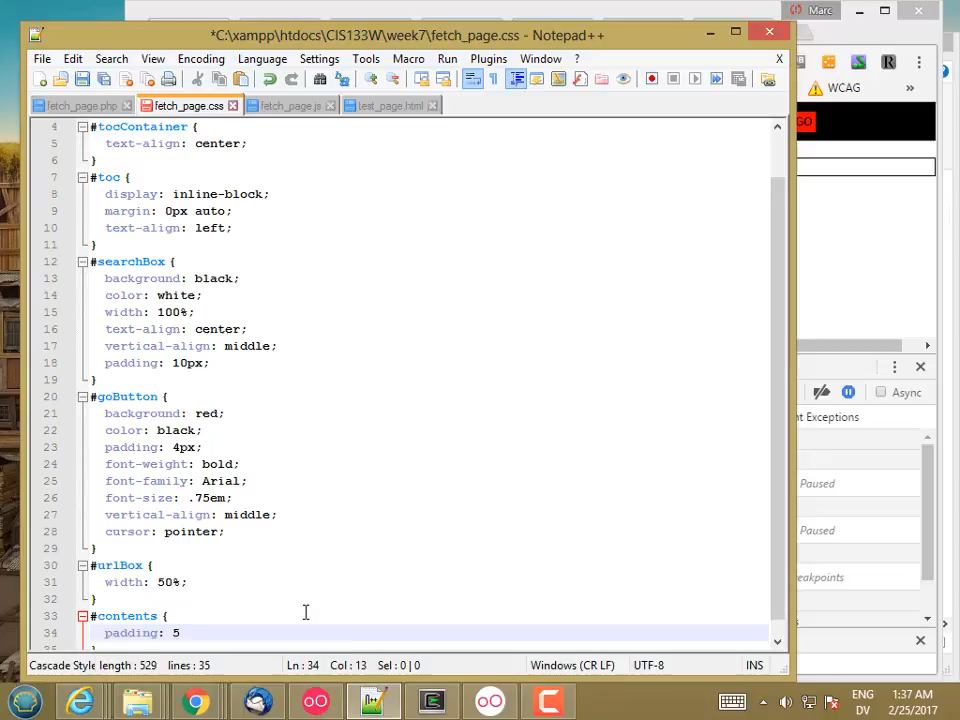 Marc
*C:\xampp\htdocs\CIS133W\week7\fetch_page.css - Notepad++
File Edit Search View Encoding Language Settings Tools Macro Run Plugins Window ? X
fetch_page.php fetch_page.css fetch_page.js test_page.html
WCAG »
GO
4 #tocContainer {
5 text-align: center;
6 }
7 #toc {
8 display: inline-block;
9 margin: 0px auto;
10 text-align: left;
11 }
12 #searchBox {
13 background: black;
14 color: white;
15 width: 100%;
16 text-align: center;
17 vertical-align: middle;
18 padding: 10px;
19 }
20 #goButton {
21 background: red;
22 color: black;
23 padding: 4px;
24 font-weight: bold;
25 font-family: Arial;
26 font-size: .75em;
27 vertical-align: middle;
28 cursor: pointer;
29 }
30 #urlBox {
31 width: 50%;
32 }
33 #contents {
34 padding: 5
Async
t Exceptions
Paused
Paused
eakpoints
Cascade Style length : 529 lines : 35 Ln : 34 Col : 13 Sel : 0 | 0 Windows (CR LF) UTF-8 INS
ENG
DV
1:37 AM
2/25/2017